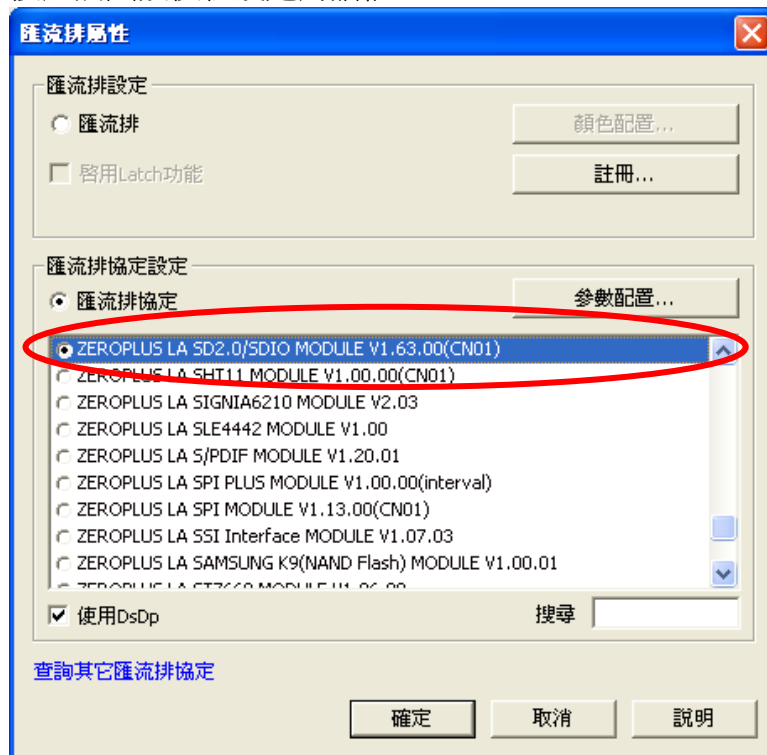 匯流排屬性
匯流排設定
匯流排
顏色配置...
啓用Latch功能
註冊...
匯流排協定設定
匯流排協定
參數配置...
ZEROPLUS LA SD2.0/SDIO MODULE V1.63.00(CN01)
ZEROPLUS LA SHT11 MODULE V1.00.00(CN01)
ZEROPLUS LA SIGNIA6210 MODULE V2.03
ZEROPLUS LA SLE4442 MODULE V1.00
ZEROPLUS LA S/PDIF MODULE V1.20.01
ZEROPLUS LA SPI PLUS MODULE V1.00.00(interval)
ZEROPLUS LA SPI MODULE V1.13.00(CN01)
ZEROPLUS LA SSI Interface MODULE V1.07.03
ZEROPLUS LA SAMSUNG K9(NAND Flash) MODULE V1.00.01
ZEROPLUS LA
使用DsDp
搜尋
查詢其它匯流排協定
確定
取消
說明